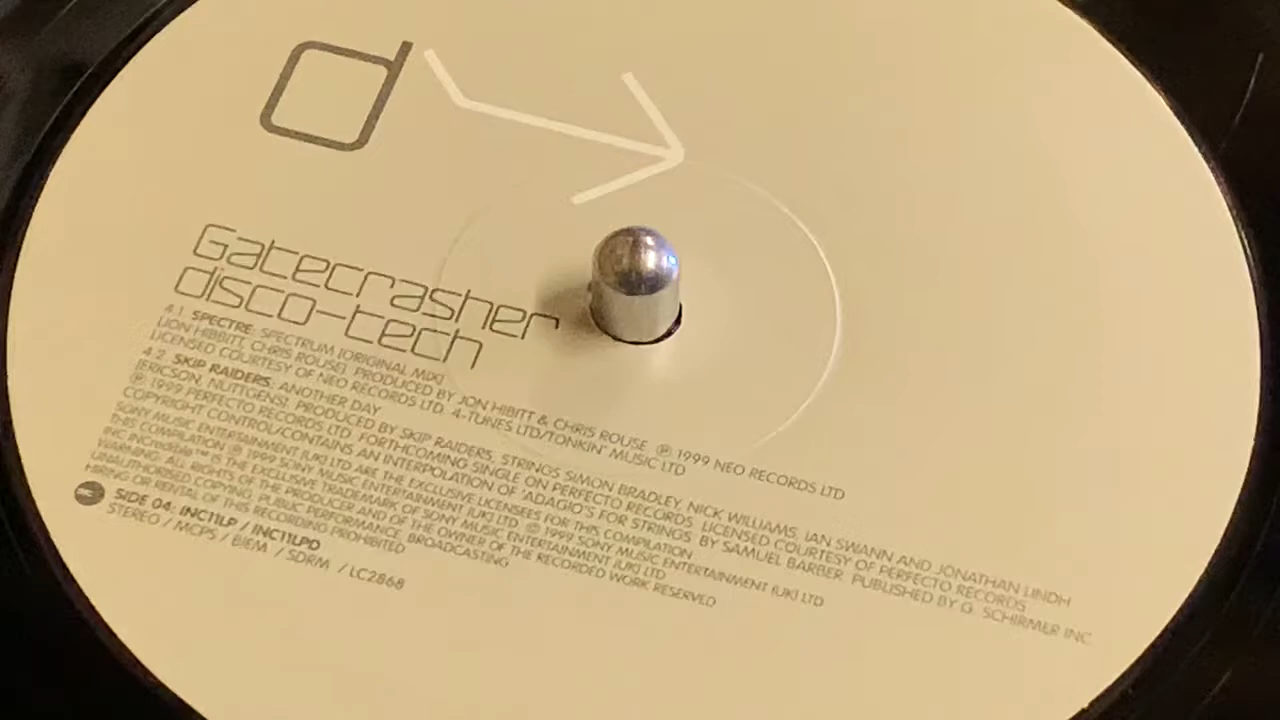 d
Gatecrasher
disco-tech
4.1 SPECTRE: SPECTRUM (ORIGINAL MIX)
(JON HIBBITT, CHRIS ROUSE). PRODUCED BY JON HIBITT & CHRIS ROUSE. ℗ 1999 NEO RECORDS LTD
LICENSED COURTESY OF NEO RECORDS LTD. 4-TUNES LTD/TONKIN' MUSIC LTD
4.2 SKIP RAIDERS: ANOTHER DAY
(ERICSON, NUTTGENS). PRODUCED BY SKIP RAIDERS, STRINGS SIMON BRADLEY, NICK WILLIAMS, IAN SWANN AND JONATHAN LINDH
℗ 1999 PERFECTO RECORDS LTD. FORTHCOMING SINGLE ON PERFECTO RECORDS. LICENSED COURTESY OF PERFECTO RECORDS
COPYRIGHT CONTROL/CONTAINS AN INTERPOLATION OF 'ADAGIO'S FOR STRINGS' BY SAMUEL BARBER. PUBLISHED BY G. SCHIRMER INC.
SONY MUSIC ENTERTAINMENT (UK) LTD ARE THE EXCLUSIVE LICENSEES FOR THIS COMPILATION
THIS COMPILATION ℗ 1999 SONY MUSIC ENTERTAINMENT (UK) LTD. © 1999 SONY MUSIC ENTERTAINMENT (UK) LTD
INC INCredible™ IS THE EXCLUSIVE TRADEMARK OF SONY MUSIC ENTERTAINMENT (UK) LTD
WARNING: ALL RIGHTS OF THE PRODUCER AND OF THE OWNER OF THE RECORDED WORK RESERVED
UNAUTHORISED COPYING, PUBLIC PERFORMANCE, BROADCASTING
HIRING OR RENTAL OF THIS RECORDING PROHIBITED
SIDE 04: INC11LP / INC11LPD
STEREO / MCPS / BIEM / SDRM / LC2868